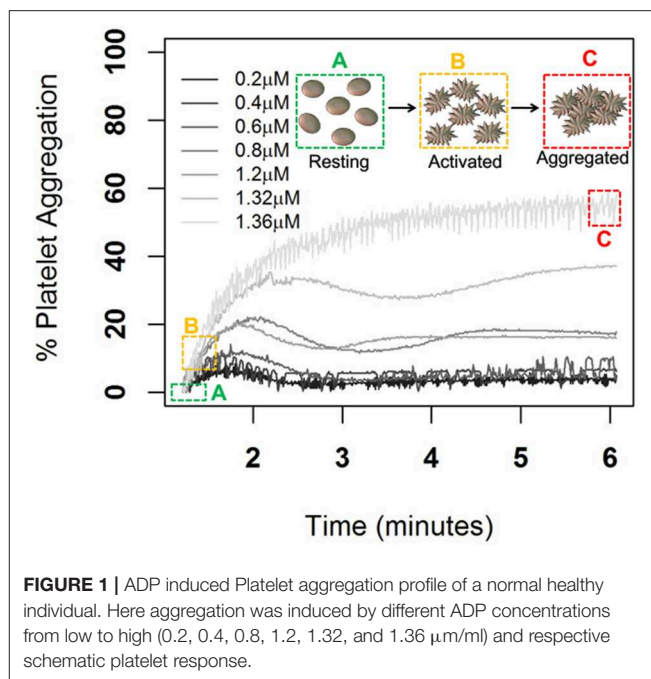 100
80
60
40
20
0
% Platelet Aggregation
0.2μM
0.4μM
0.6μM
0.8μM
1.2μM
1.32μM
1.36μM
A
B
C
Resting
Activated
Aggregated
B
A
C
2 3 4 5 6
Time (minutes)
FIGURE 1 | ADP induced Platelet aggregation profile of a normal healthy
individual. Here aggregation was induced by different ADP concentrations
from low to high (0.2, 0.4, 0.8, 1.2, 1.32, and 1.36 μm/ml) and respective
schematic platelet response.